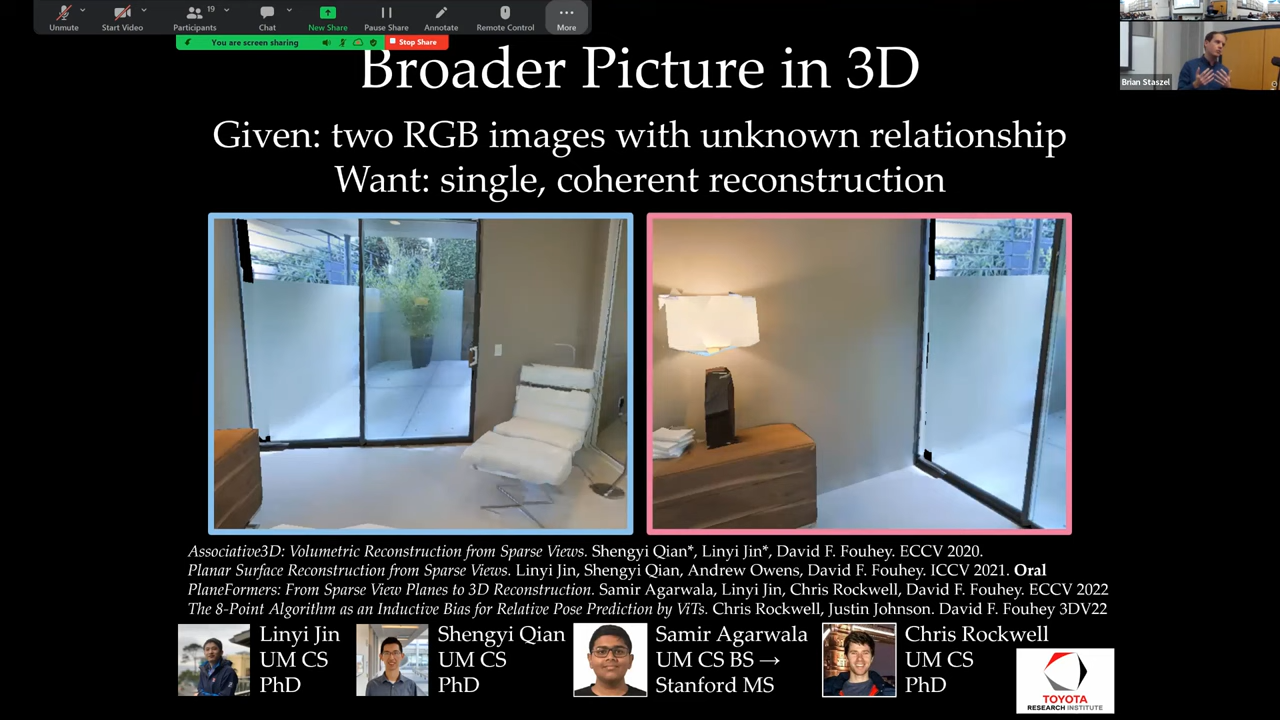 Unmute
Start Video
Participants
19
Chat
New Share
Pause Share
Annotate
Remote Control
More
You are screen sharing
Stop Share
Brian Staszel
Broader Picture in 3D
Given: two RGB images with unknown relationship
Want: single, coherent reconstruction
Associative3D: Volumetric Reconstruction from Sparse Views. Shengyi Qian*, Linyi Jin*, David F. Fouhey. ECCV 2020.
Planar Surface Reconstruction from Sparse Views. Linyi Jin, Shengyi Qian, Andrew Owens, David F. Fouhey. ICCV 2021. Oral
PlaneFormers: From Sparse View Planes to 3D Reconstruction. Samir Agarwala, Linyi Jin, Chris Rockwell, David F. Fouhey. ECCV 2022
The 8-Point Algorithm as an Inductive Bias for Relative Pose Prediction by ViTs. Chris Rockwell, Justin Johnson. David F. Fouhey 3DV22
Linyi Jin
UM CS
PhD
Shengyi Qian
UM CS
PhD
Samir Agarwala
UM CS BS →
Stanford MS
Chris Rockwell
UM CS
PhD
TOYOTA
RESEARCH INSTITUTE